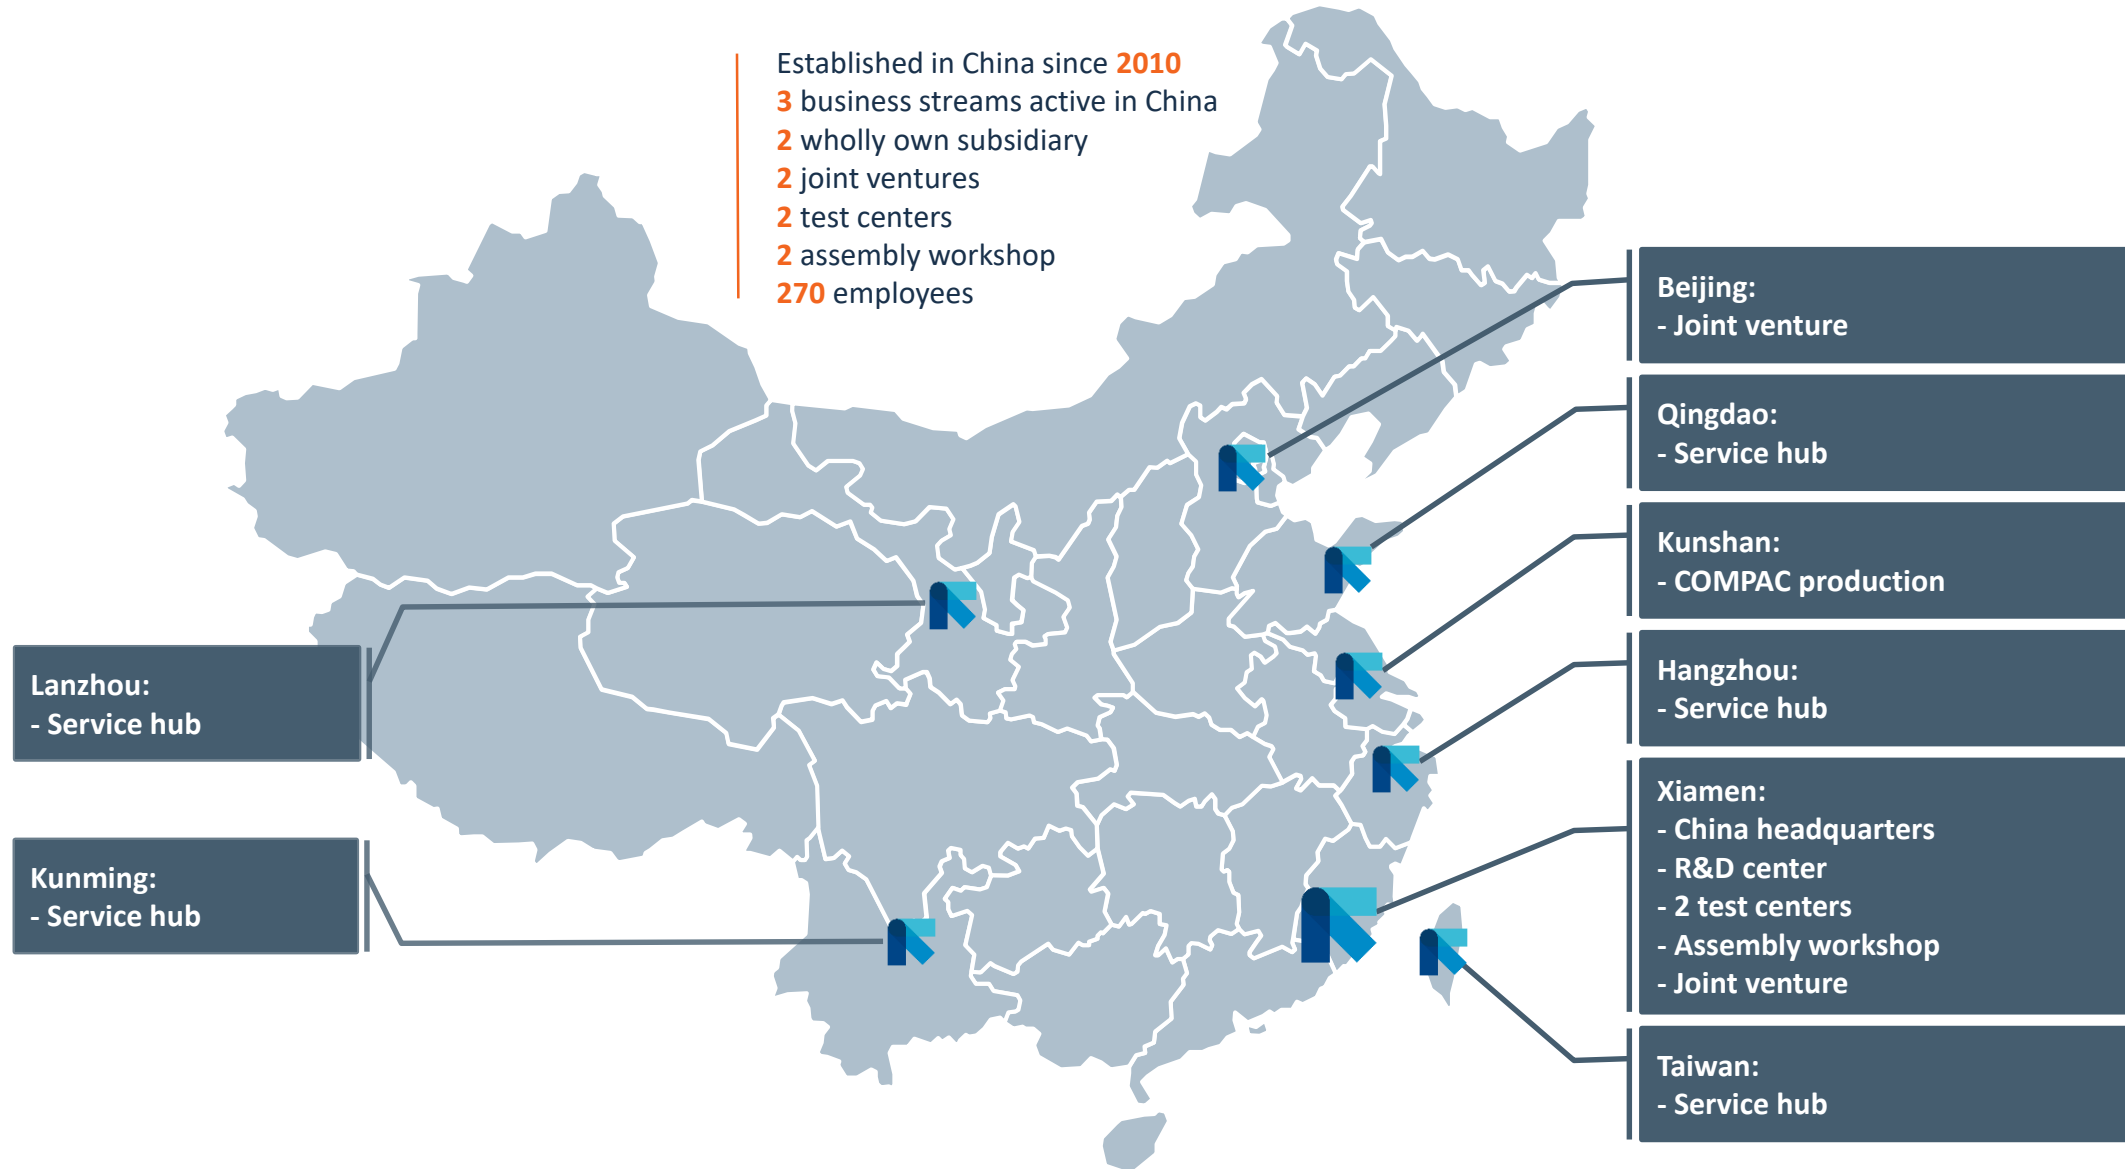 Established in China since 2010
3 business streams active in China
2 wholly own subsidiary
2 joint ventures
2 test centers
2 assembly workshop
270 employees
Lanzhou:
- Service hub
Kunming:
- Service hub
Beijing:
- Joint venture
Qingdao:
- Service hub
Kunshan:
- COMPAC production
Hangzhou:
- Service hub
Xiamen:
- China headquarters
- R&D center
- 2 test centers
- Assembly workshop
- Joint venture
Taiwan:
- Service hub